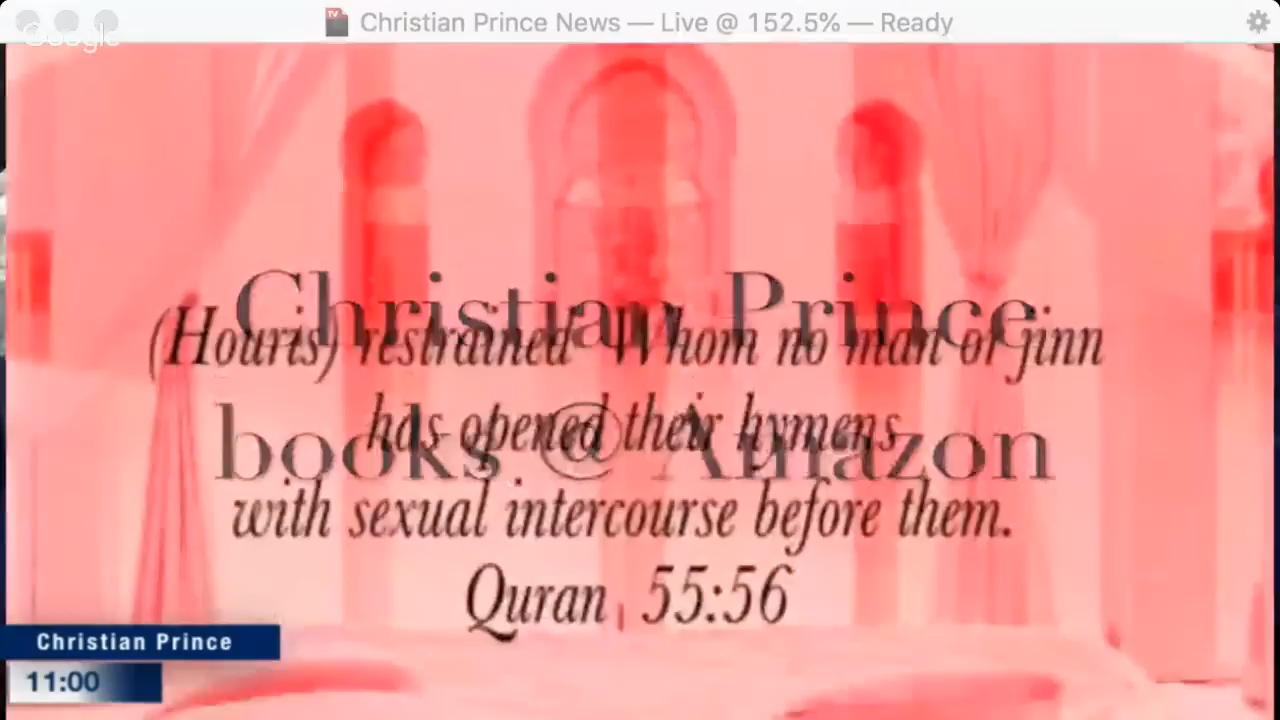 Christian Prince News — Live @ 152.5% — Ready
Google
Christian Prince
(Houris) restrained Whom no man or jinn
has opened their hymens
books @ Amazon
with sexual intercourse before them.
Quran 55:56
Christian Prince
11:00